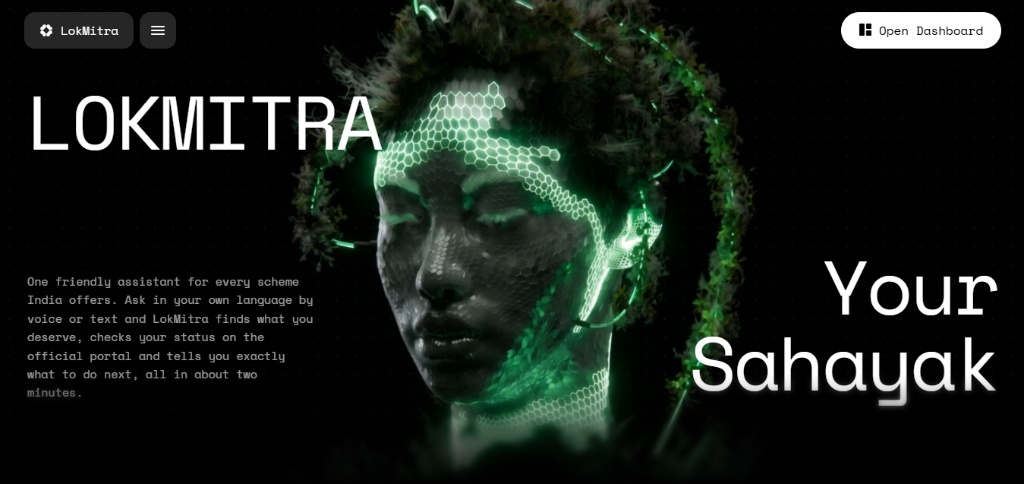 LokMitra
Open Dashboard
LOKMITRA
One friendly assistant for every scheme
India offers. Ask in your own language by
voice or text and LokMitra finds what you
deserve, checks your status on the
official portal and tells you exactly
what to do next, all in about two
minutes.
Your
Sahayak